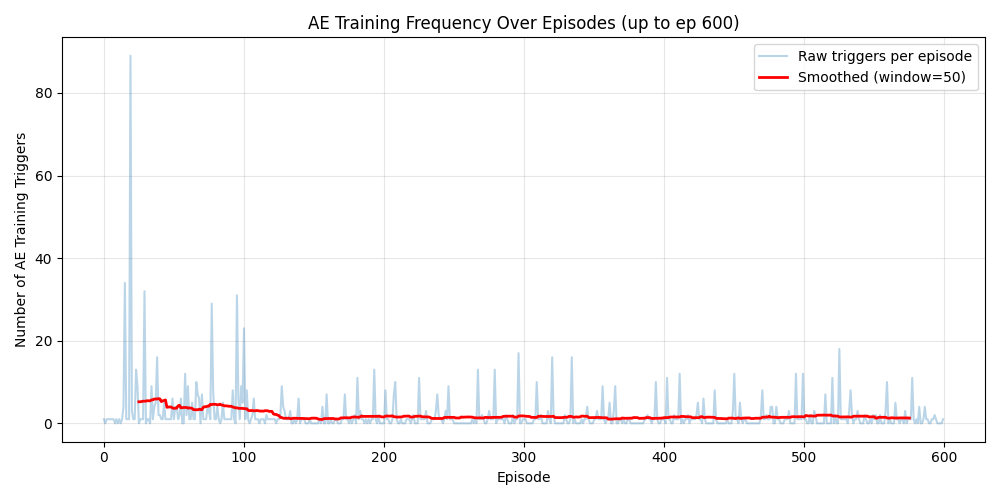 AE Training Frequency Over Episodes (up to ep 600)
Raw triggers per episode
Smoothed (window=50)
Number of AE Training Triggers
80
60
40
20
0
0 100 200 300 400 500 600
Episode